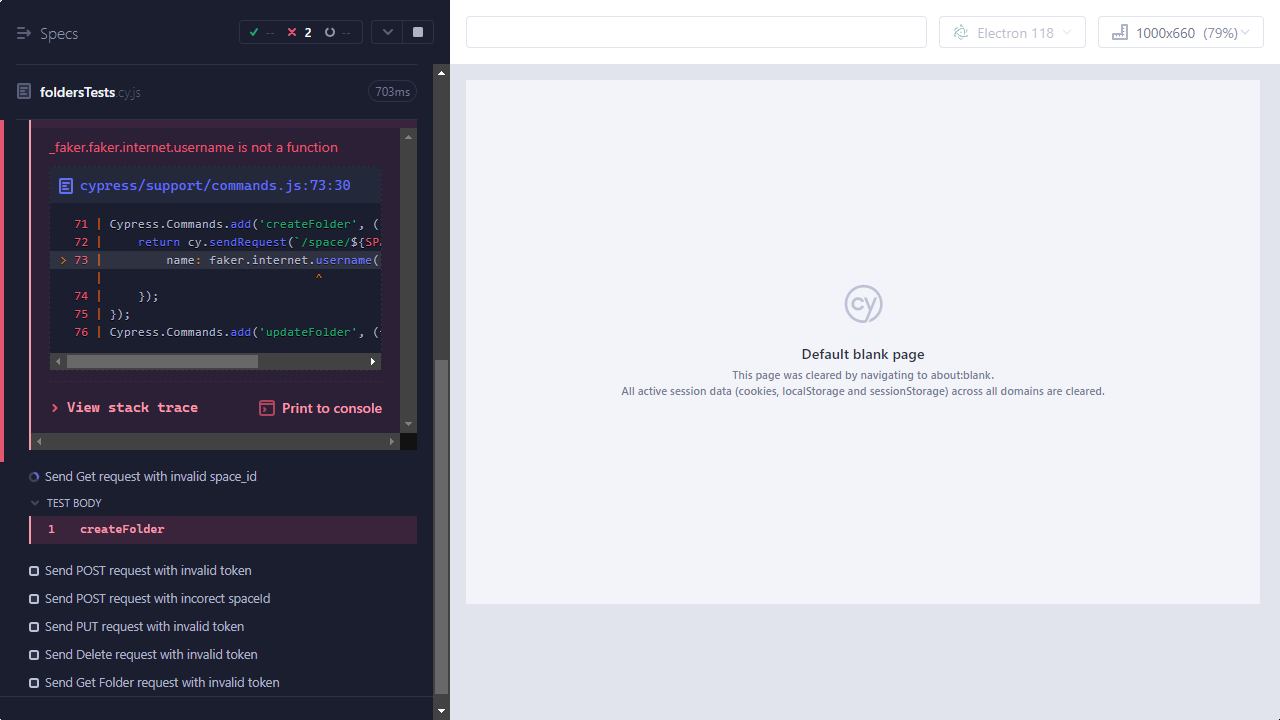 Specs
-- 2 --
Electron 118
1000x660 (79%)
foldersTests.cy.js
703ms
_faker.faker.internet.username is not a function
cypress/support/commands.js:73:30
71 | Cypress.Commands.add('createFolder', (
72 | return cy.sendRequest(`/space/${SPA
> 73 | name: faker.internet.username(
| ^
74 | });
75 | });
76 | Cypress.Commands.add('updateFolder', (
View stack trace
Print to console
Send Get request with invalid space_id
TEST BODY
1 createFolder
Send POST request with invalid token
Send POST request with incorect spaceId
Send PUT request with invalid token
Send Delete request with invalid token
Send Get Folder request with invalid token
cy
Default blank page
This page was cleared by navigating to about:blank.
All active session data (cookies, localStorage and sessionStorage) across all domains are cleared.